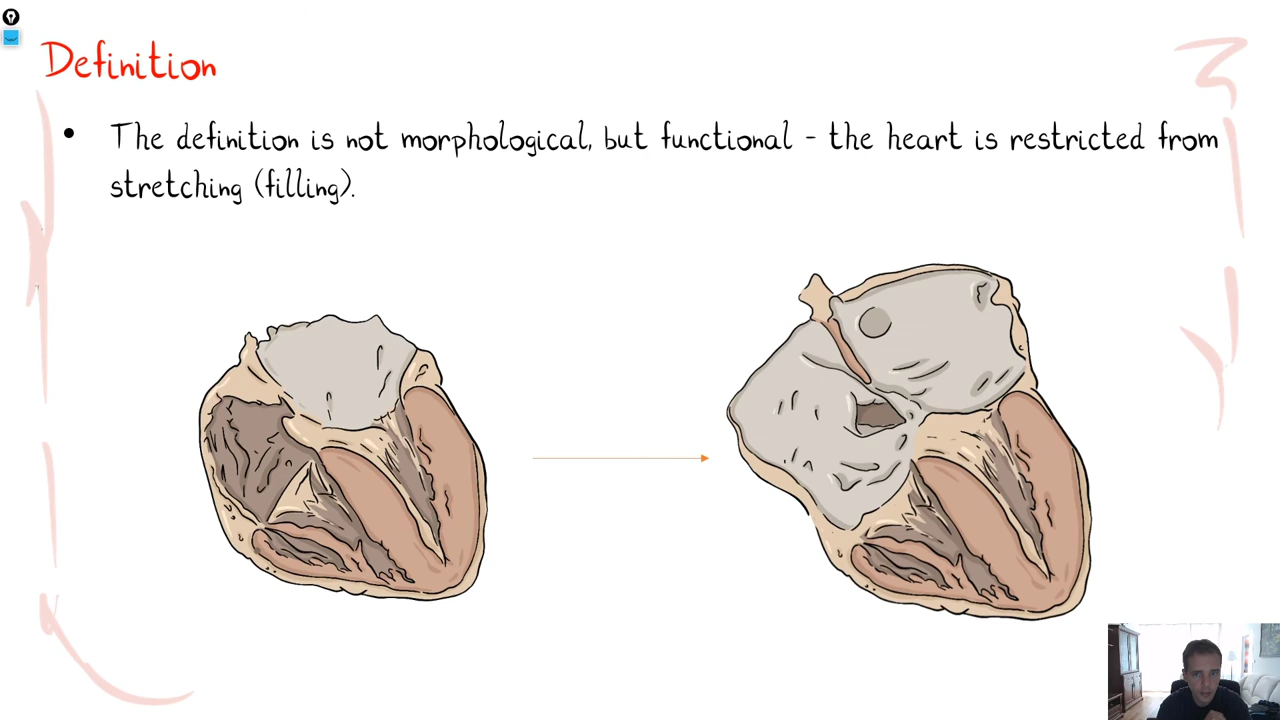 Definition
• The definition is not morphological, but functional - the heart is restricted from
stretching (filling).